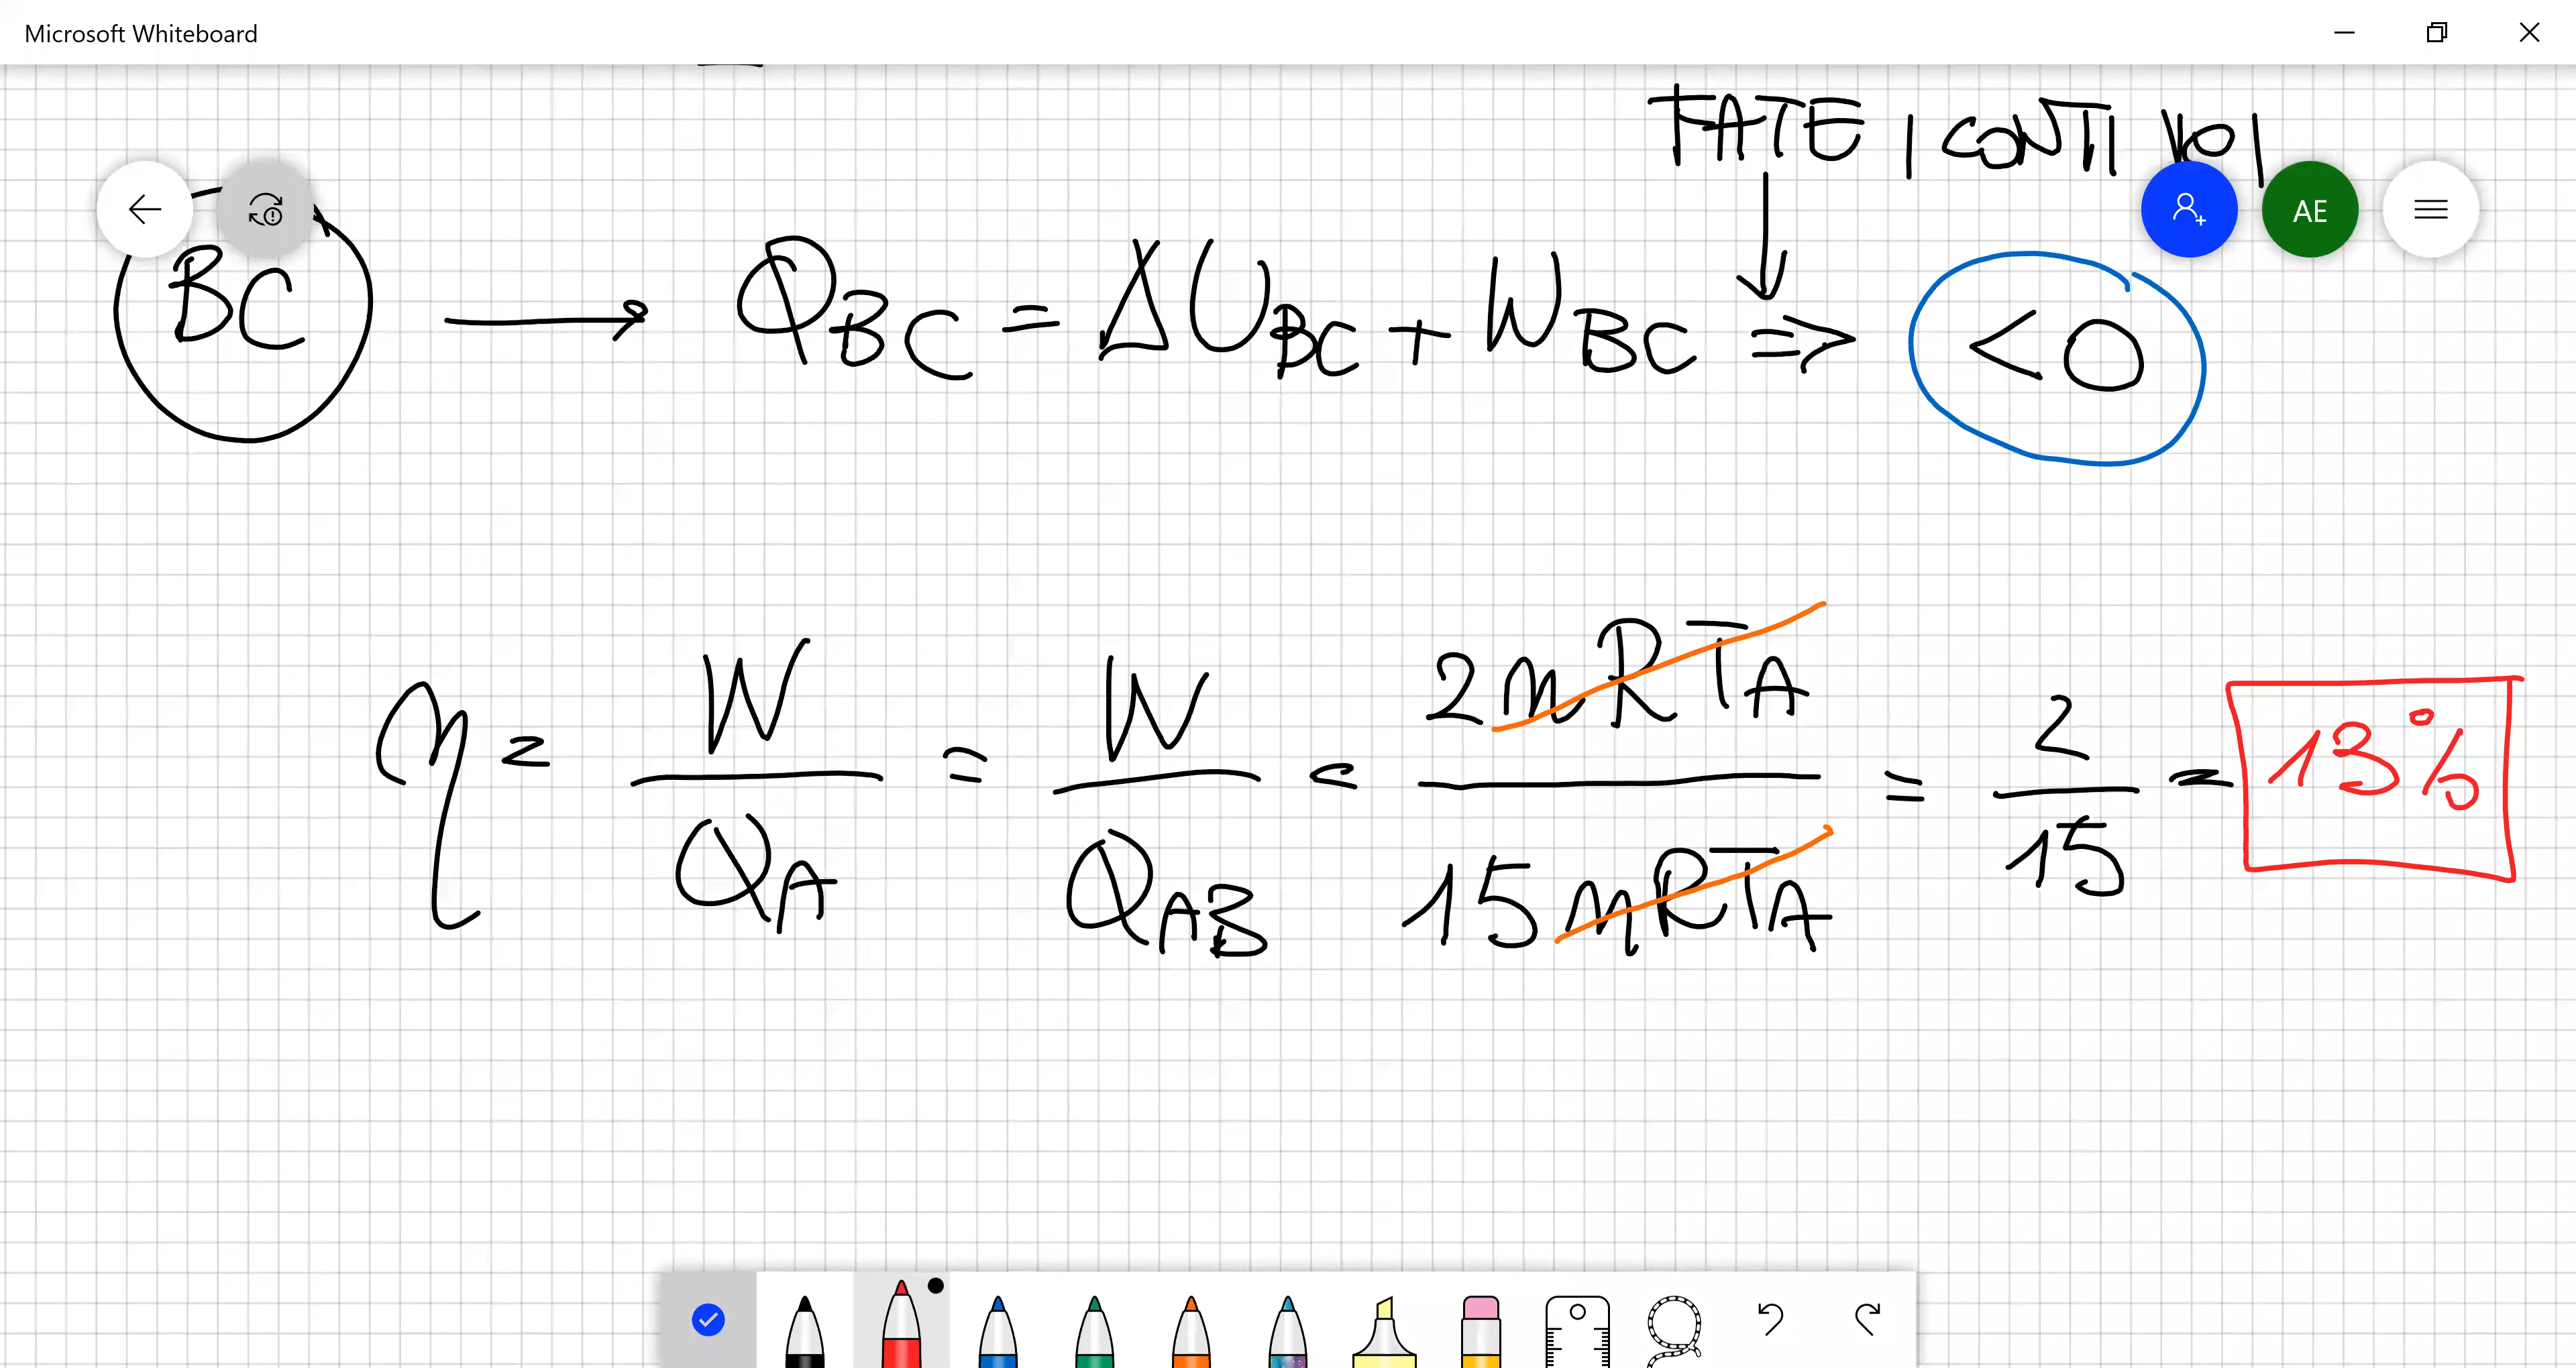 Microsoft Whiteboard
FATE I CONTI VOI
AE
BC → Q_BC = ΔU_BC + W_BC ⇒ <0
η = W/Q_A = W/Q_AB = 2nRT_A/15nRT_A = 2/15 = 13%